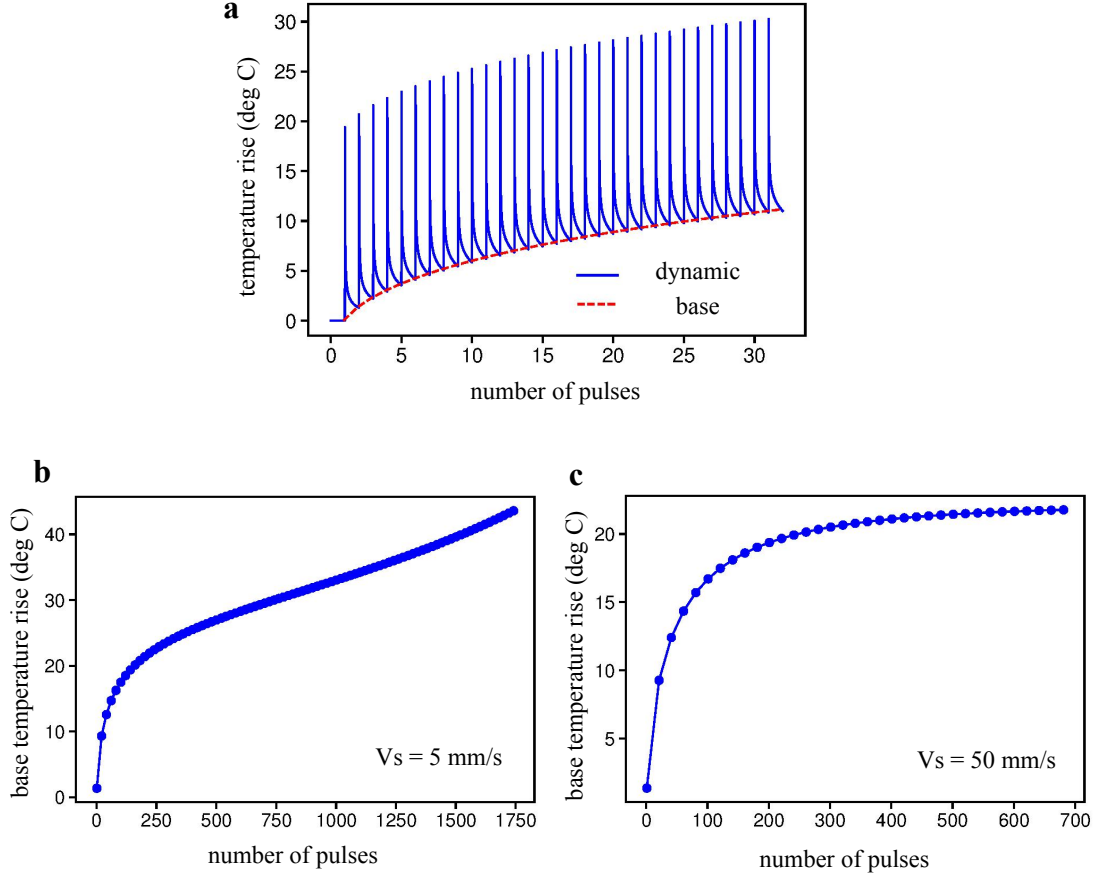 a
temperature rise (deg C)
30
25
20
15
10
5
0
dynamic
base
0 5 10 15 20 25 30
number of pulses
b
base temperature rise (deg C)
40
30
20
10
0
Vs = 5 mm/s
0 250 500 750 1000 1250 1500 1750
number of pulses
c
base temperature rise (deg C)
20
15
10
5
Vs = 50 mm/s
0 100 200 300 400 500 600 700
number of pulses